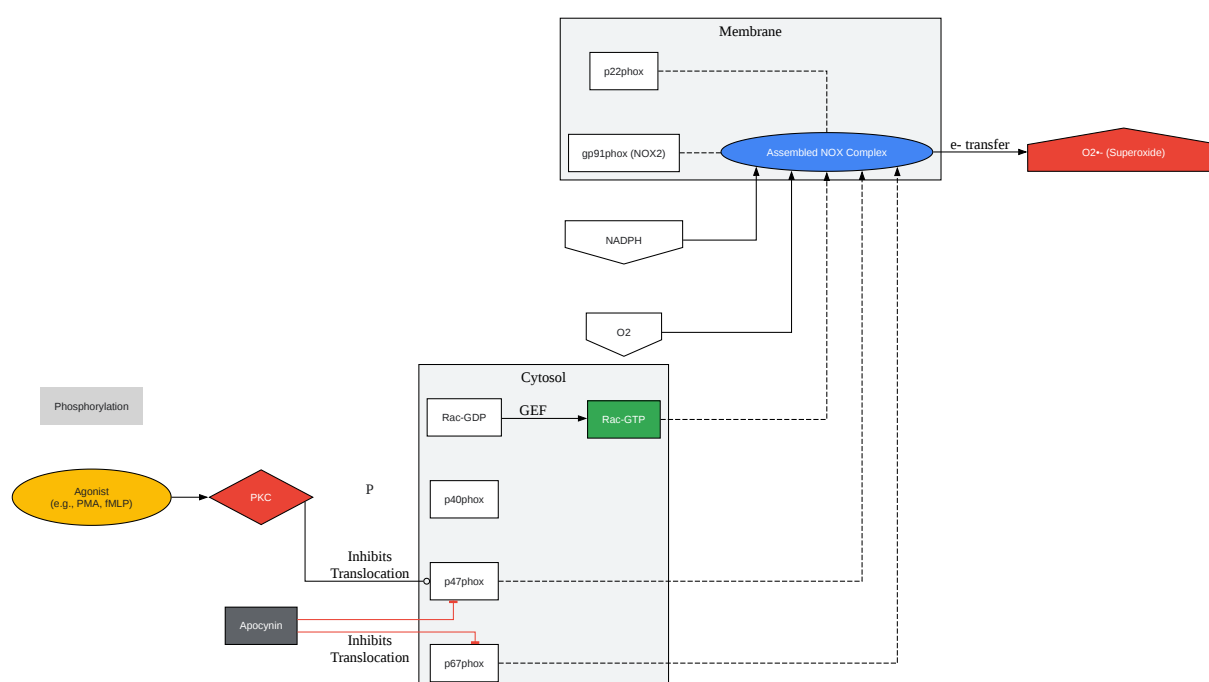 Membrane
p22phox
gp91phox (NOX2)
Assembled NOX Complex
e- transfer
O2•- (Superoxide)
NADPH
O2
Cytosol
Phosphorylation
Rac-GDP
GEF
Rac-GTP
Agonist
(e.g., PMA, fMLP)
PKC
P
p40phox
Inhibits
Translocation
p47phox
Apocynin
Inhibits
Translocation
p67phox